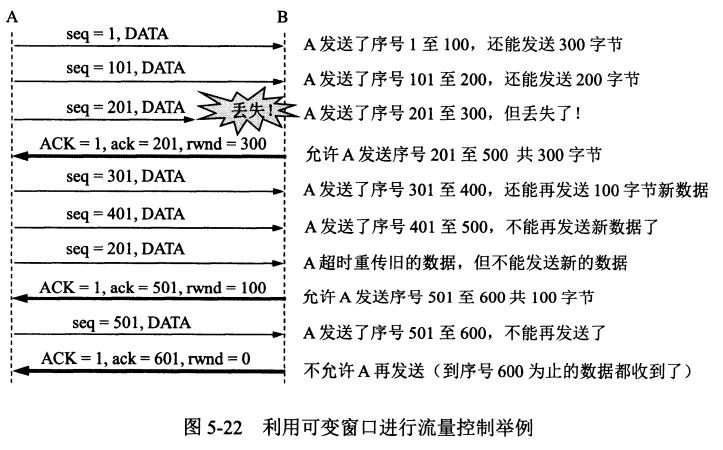 A B
seq = 1, DATA A 发送了序号 1 至 100，还能发送 300 字节
seq = 101, DATA A 发送了序号 101 至 200，还能发送 200 字节
seq = 201, DATA 丢失！ A 发送了序号 201 至 300，但丢失了！
ACK = 1, ack = 201, rwnd = 300 允许 A 发送序号 201 至 500 共 300 字节
seq = 301, DATA A 发送了序号 301 至 400，还能再发送 100 字节新数据
seq = 401, DATA A 发送了序号 401 至 500，不能再发送新数据了
seq = 201, DATA A 超时重传旧的数据，但不能发送新的数据
ACK = 1, ack = 501, rwnd = 100 允许 A 发送序号 501 至 600 共 100 字节
seq = 501, DATA A 发送了序号 501 至 600，不能再发送了
ACK = 1, ack = 601, rwnd = 0 不允许 A 再发送（到序号 600 为止的数据都收到了）
图 5-22 利用可变窗口进行流量控制举例